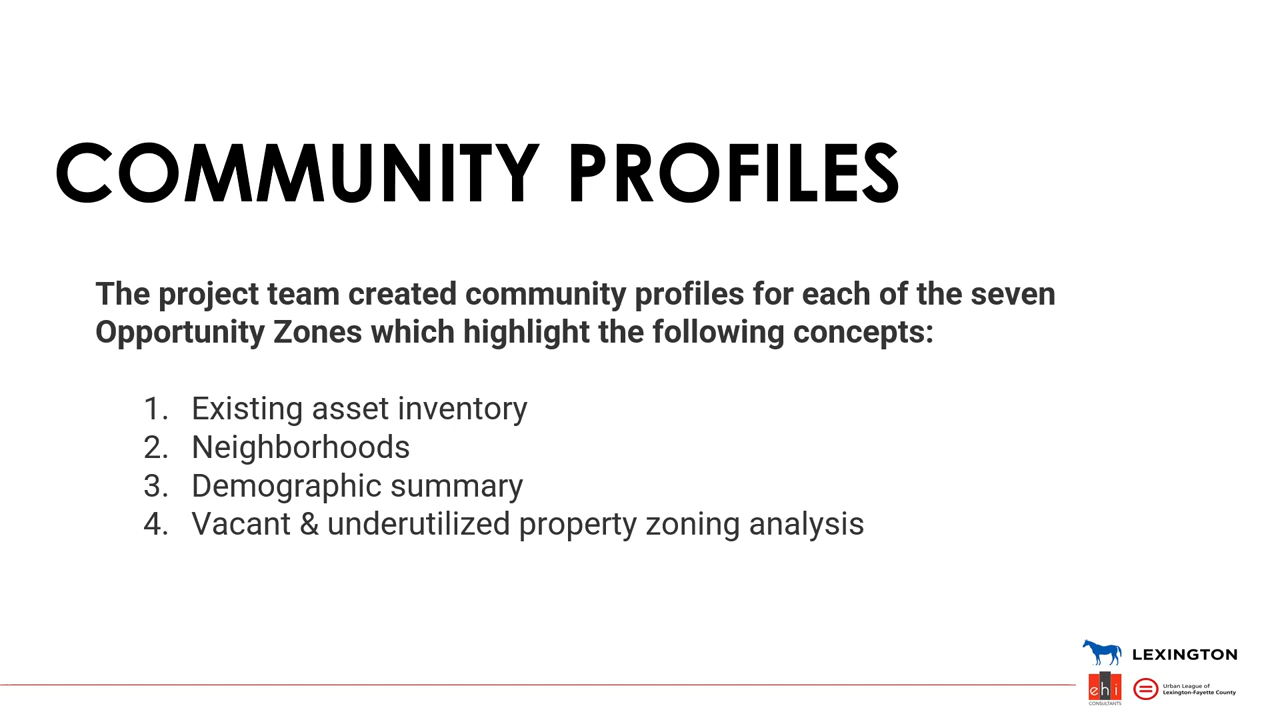 COMMUNITY PROFILES
The project team created community profiles for each of the seven
Opportunity Zones which highlight the following concepts:
1. Existing asset inventory
2. Neighborhoods
3. Demographic summary
4. Vacant & underutilized property zoning analysis
LEXINGTON
ehi
CONSULTANTS
Urban League of
Lexington-Fayette County